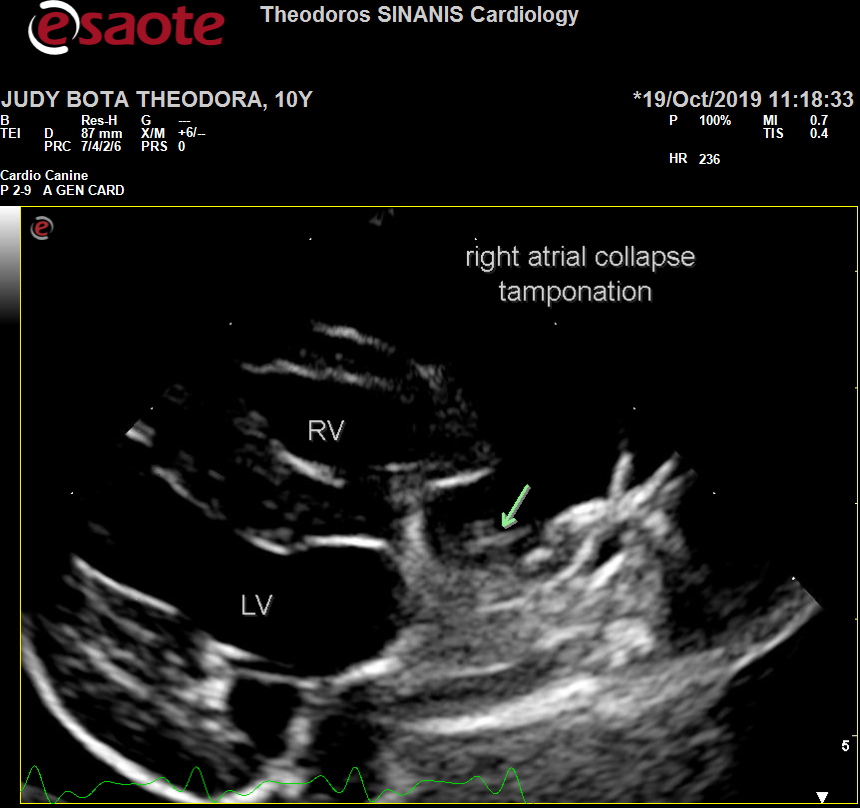 esaote
Theodoros SINANIS Cardiology
JUDY BOTA THEODORA, 10Y
*19/Oct/2019 11:18:33
B Res-H G ---
TEI D 87 mm X/M +6/--
PRC 7/4/2/6 PRS 0
P 100% MI 0.7
TIS 0.4
HR 236
Cardio Canine
P 2-9 A GEN CARD
e
right atrial collapse
tamponation
RV
LV
5